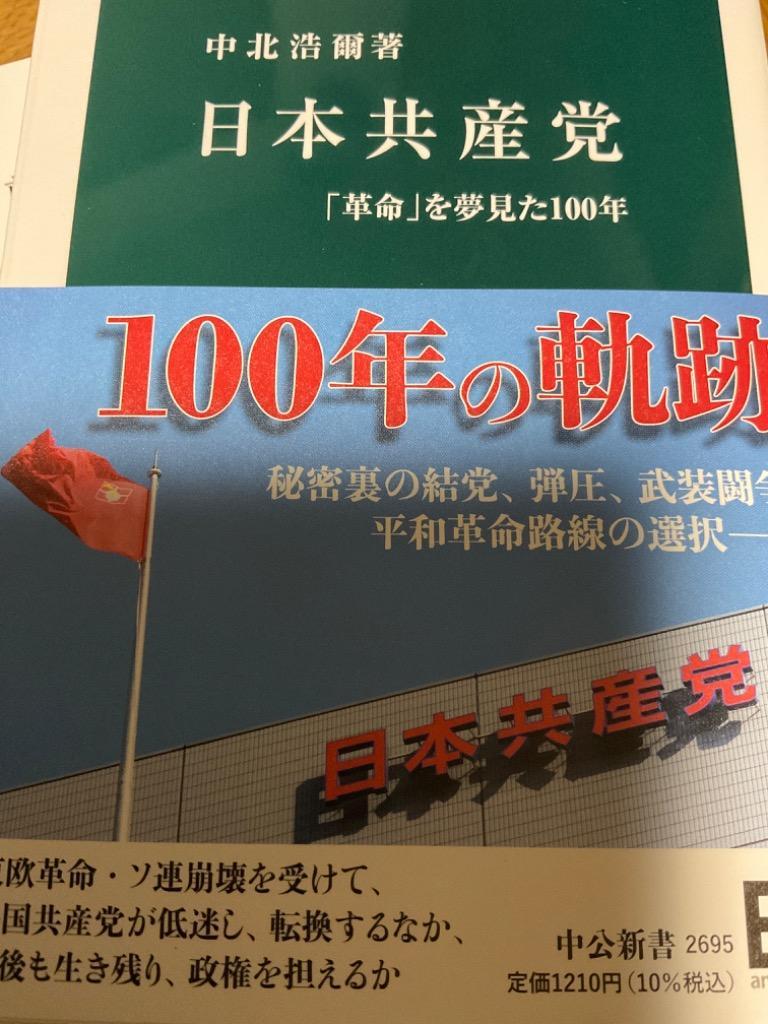 中北浩爾著
日本共産党
「革命」を夢見た100年
100年の軌跡
秘密裏の結党、弾圧、武装闘争
平和革命路線の選択―
日本共産党
欧革命・ソ連崩壊を受けて、
国共産党が低迷し、転換するなか、
後も生き残り、政権を担えるか
中公新書 2695
定価1210円(10%税込)